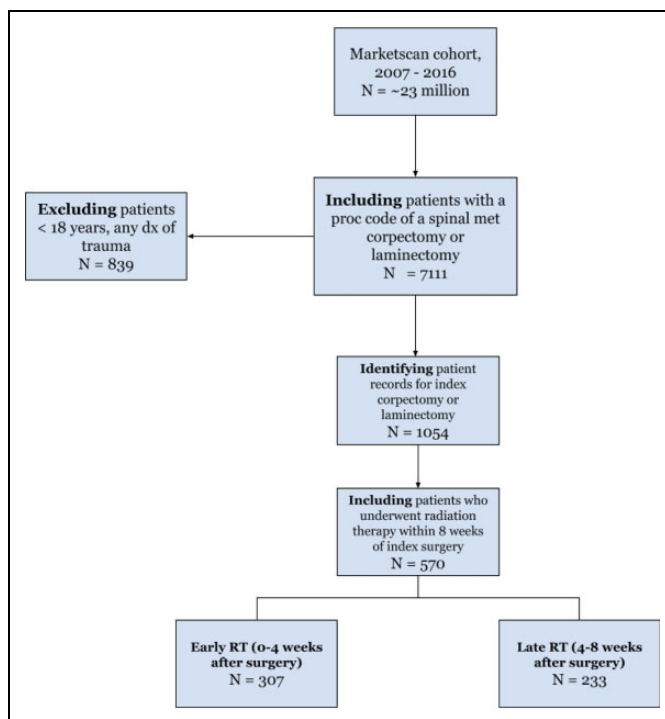 Marketscan cohort,
2007 - 2016
N = ~23 million
Including patients with a
proc code of a spinal met
corpectomy or
laminectomy
N = 7111
Excluding patients
< 18 years, any dx of
trauma
N = 839
Identifying patient
records for index
corpectomy or
laminectomy
N = 1054
Including patients who
underwent radiation
therapy within 8 weeks
of index surgery
N = 570
Early RT (0-4 weeks
after surgery)
N = 307
Late RT (4-8 weeks
after surgery)
N = 233